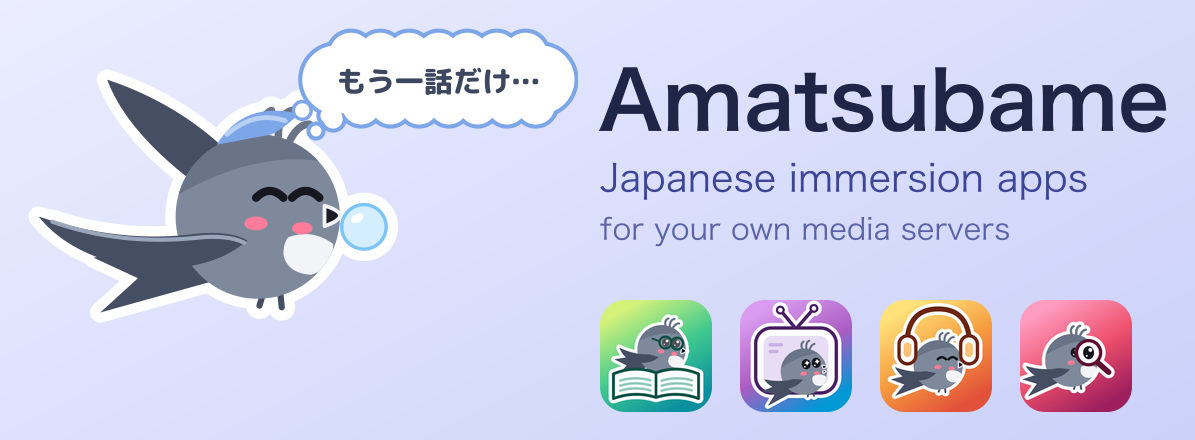 もう一話だけ…
Amatsubame
Japanese immersion apps
for your own media servers